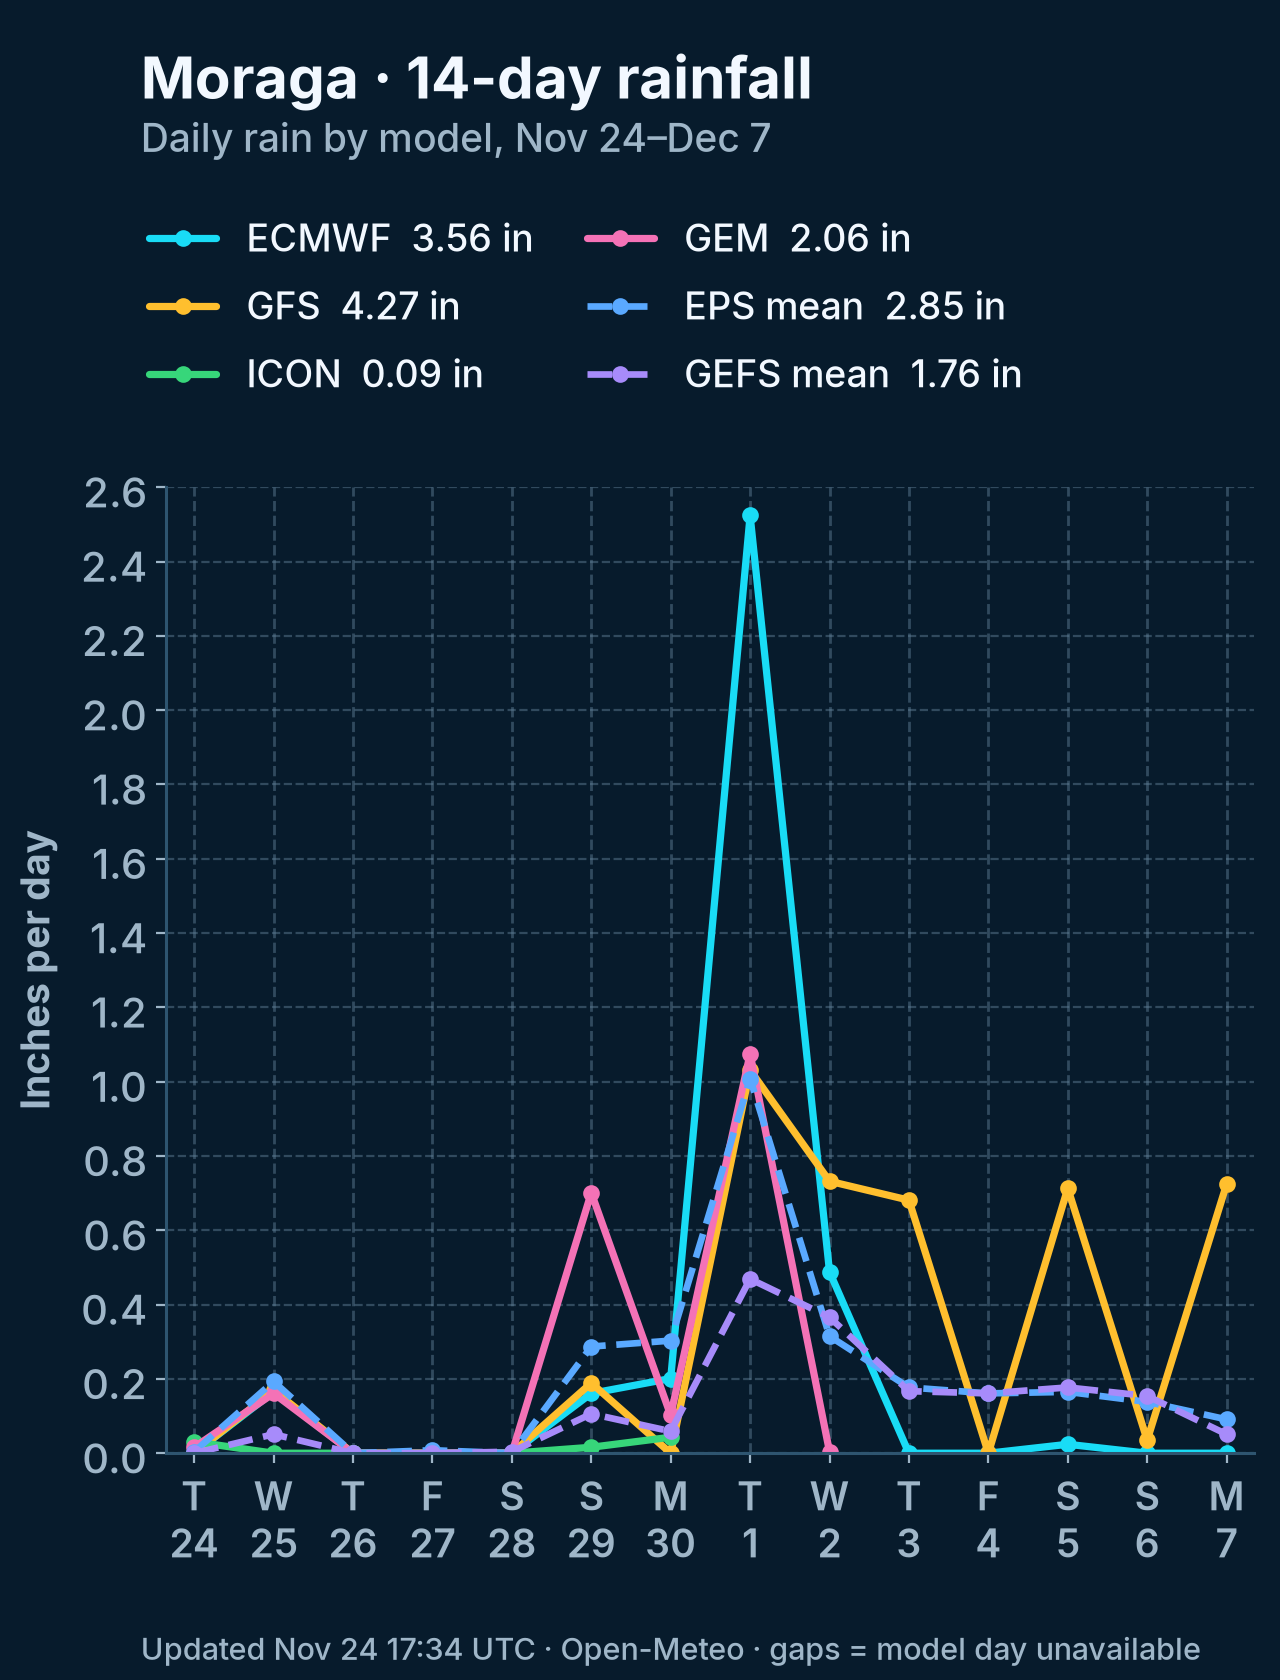 Moraga · 14-day rainfall
Daily rain by model, Nov 24–Dec 7
ECMWF 3.56 in
GEM 2.06 in
GFS 4.27 in
EPS mean 2.85 in
ICON 0.09 in
GEFS mean 1.76 in
Inches per day
2.6
2.4
2.2
2.0
1.8
1.6
1.4
1.2
1.0
0.8
0.6
0.4
0.2
0.0
T W T F S S M T W T F S S M
24 25 26 27 28 29 30 1 2 3 4 5 6 7
Updated Nov 24 17:34 UTC · Open-Meteo · gaps = model day unavailable